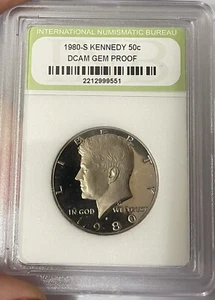 INTERNATIONAL NUMISMATIC BUREAU
1980-S KENNEDY 50c
DCAM GEM PROOF
2212999551
LIBERTY
IN GOD WE TRUST
1980